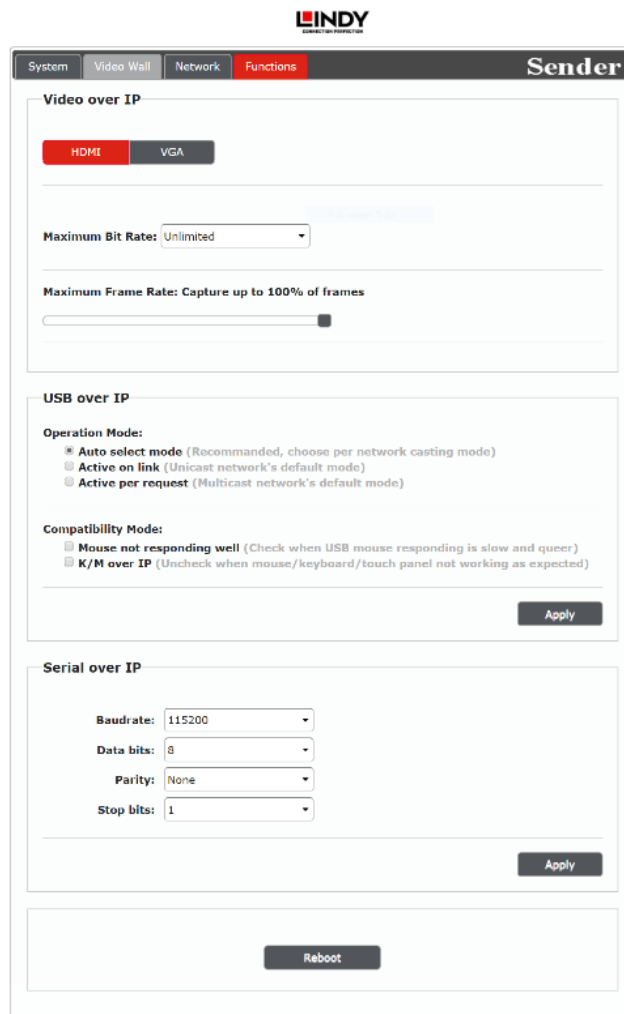 LINDY
CONNECTION PERFECTION
System Video Wall Network Functions Sender
Video over IP
HDMI VGA
Maximum Bit Rate: Unlimited
Maximum Frame Rate: Capture up to 100% of frames
USB over IP
Operation Mode:
Auto select mode (Recommanded, choose per network casting mode)
Active on link (Unicast network's default mode)
Active per request (Multicast network's default mode)
Compatibility Mode:
Mouse not responding well (Check when USB mouse responding is slow and queer)
K/M over IP (Uncheck when mouse/keyboard/touch panel not working as expected)
Apply
Serial over IP
Baudrate: 115200
Data bits: 8
Parity: None
Stop bits: 1
Apply
Reboot